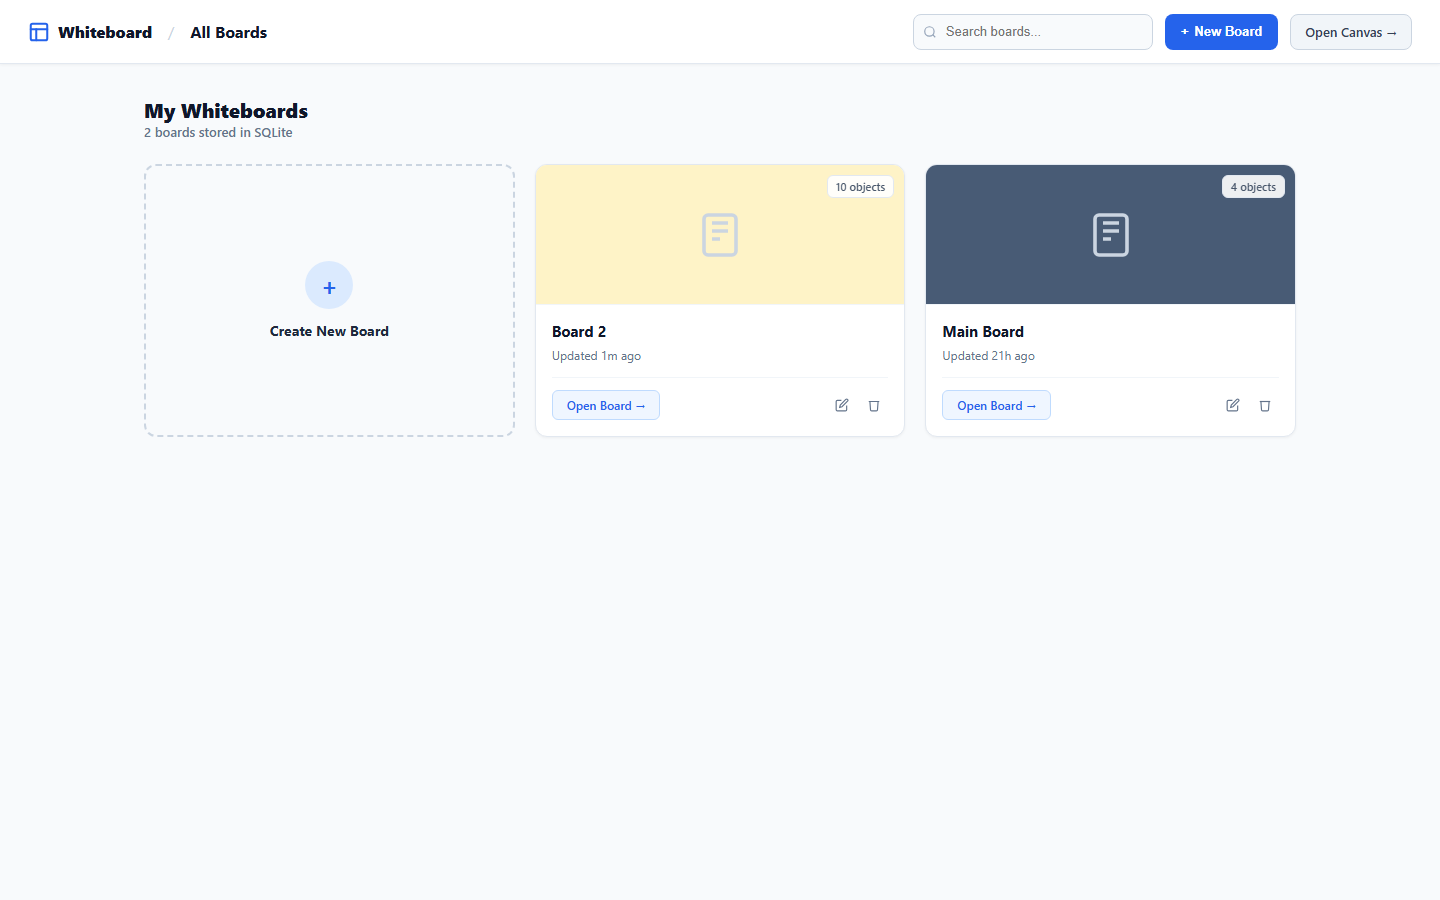 Whiteboard / All Boards
Search boards...
+ New Board
Open Canvas →
My Whiteboards
2 boards stored in SQLite
+
Create New Board
10 objects
Board 2
Updated 1m ago
Open Board →
4 objects
Main Board
Updated 21h ago
Open Board →